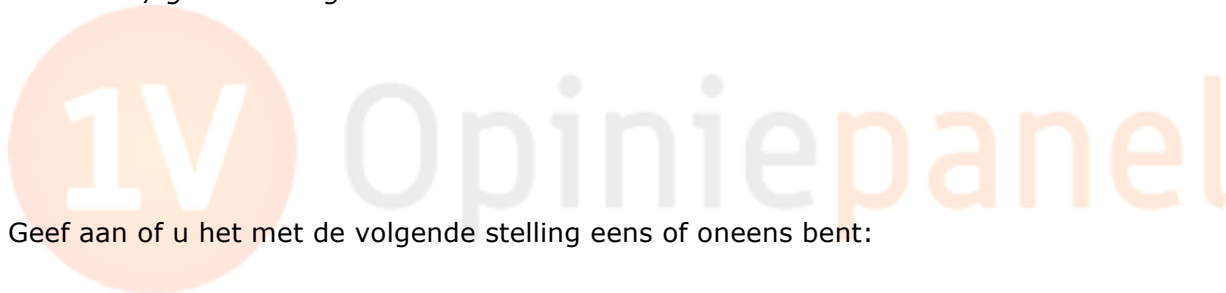 1V Opiniepanel
Geef aan of u het met de volgende stelling eens of oneens bent: